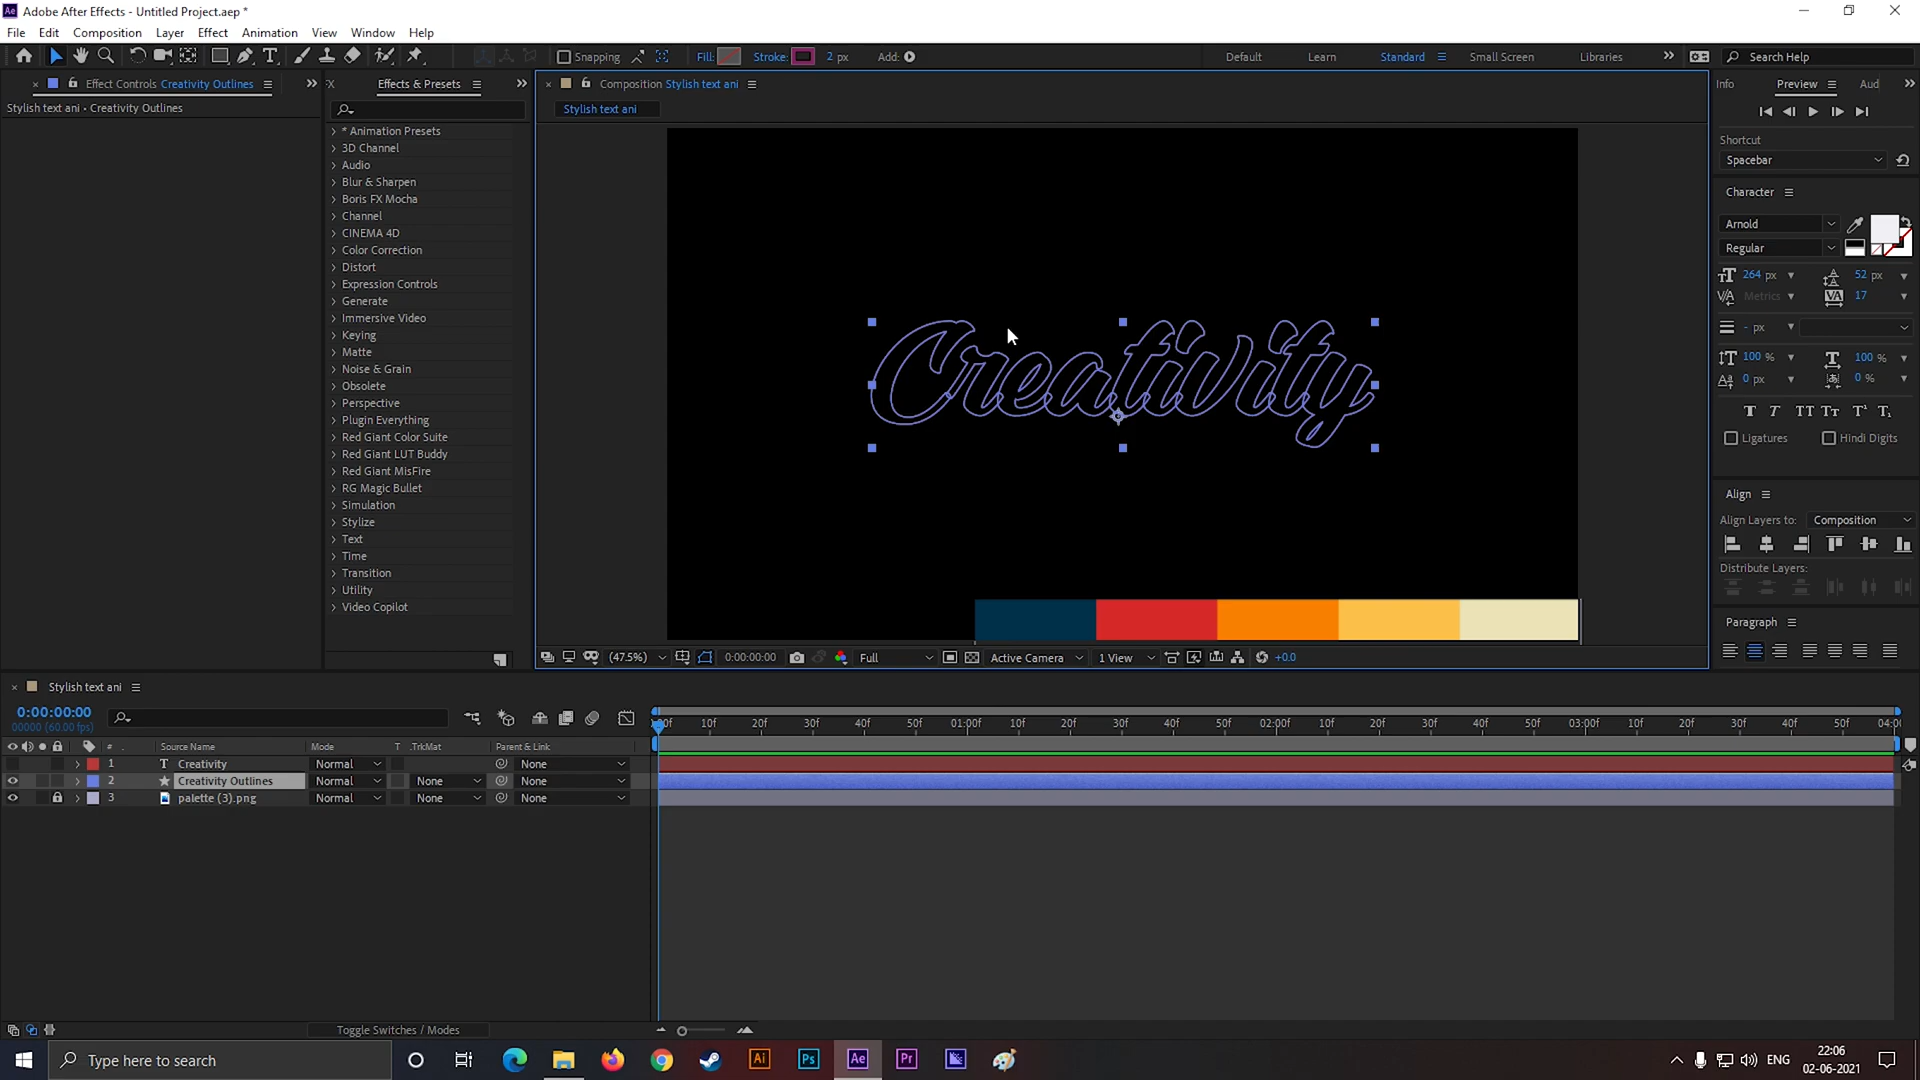 Adobe After Effects - Untitled Project.aep *
File Edit Composition Layer Effect Animation View Window Help
Snapping Fill: Stroke: 2 px Add: Default Learn Standard Small Screen Libraries Search Help
Effect Controls Creativity Outlines
Stylish text ani • Creativity Outlines
Effects & Presets
* Animation Presets
3D Channel
Audio
Blur & Sharpen
Boris FX Mocha
Channel
CINEMA 4D
Color Correction
Distort
Expression Controls
Generate
Immersive Video
Keying
Matte
Noise & Grain
Obsolete
Perspective
Plugin Everything
Red Giant Color Suite
Red Giant LUT Buddy
Red Giant MisFire
RG Magic Bullet
Simulation
Stylize
Text
Time
Transition
Utility
Video Copilot
Composition Stylish text ani
Stylish text ani
Creativity
(47.5%) 0:00:00:00 Full Active Camera 1 View +0.0
Info Preview Aud
Shortcut
Spacebar
Character
Arnold
Regular
264 px 52 px
Metrics 17
- px
100 % 100 %
0 px 0 %
T T TT Tr T' T,
Ligatures Hindi Digits
Align
Align Layers to: Composition
Distribute Layers:
Paragraph
Stylish text ani
0:00:00:00
00000 (60.00 fps)
# Source Name Mode T .TrkMat Parent & Link
1 T Creativity Normal None
2 Creativity Outlines Normal None None
3 palette (3).png Normal None None
10f 20f 30f 40f 50f 01:00f 10f 20f 30f 40f 50f 02:00f 10f 20f 30f 40f 50f 03:00f 10f 20f 30f 40f 50f 04:0
Toggle Switches / Modes
Type here to search
Ai Ps Ae Pr
ENG
22:06
02-06-2021